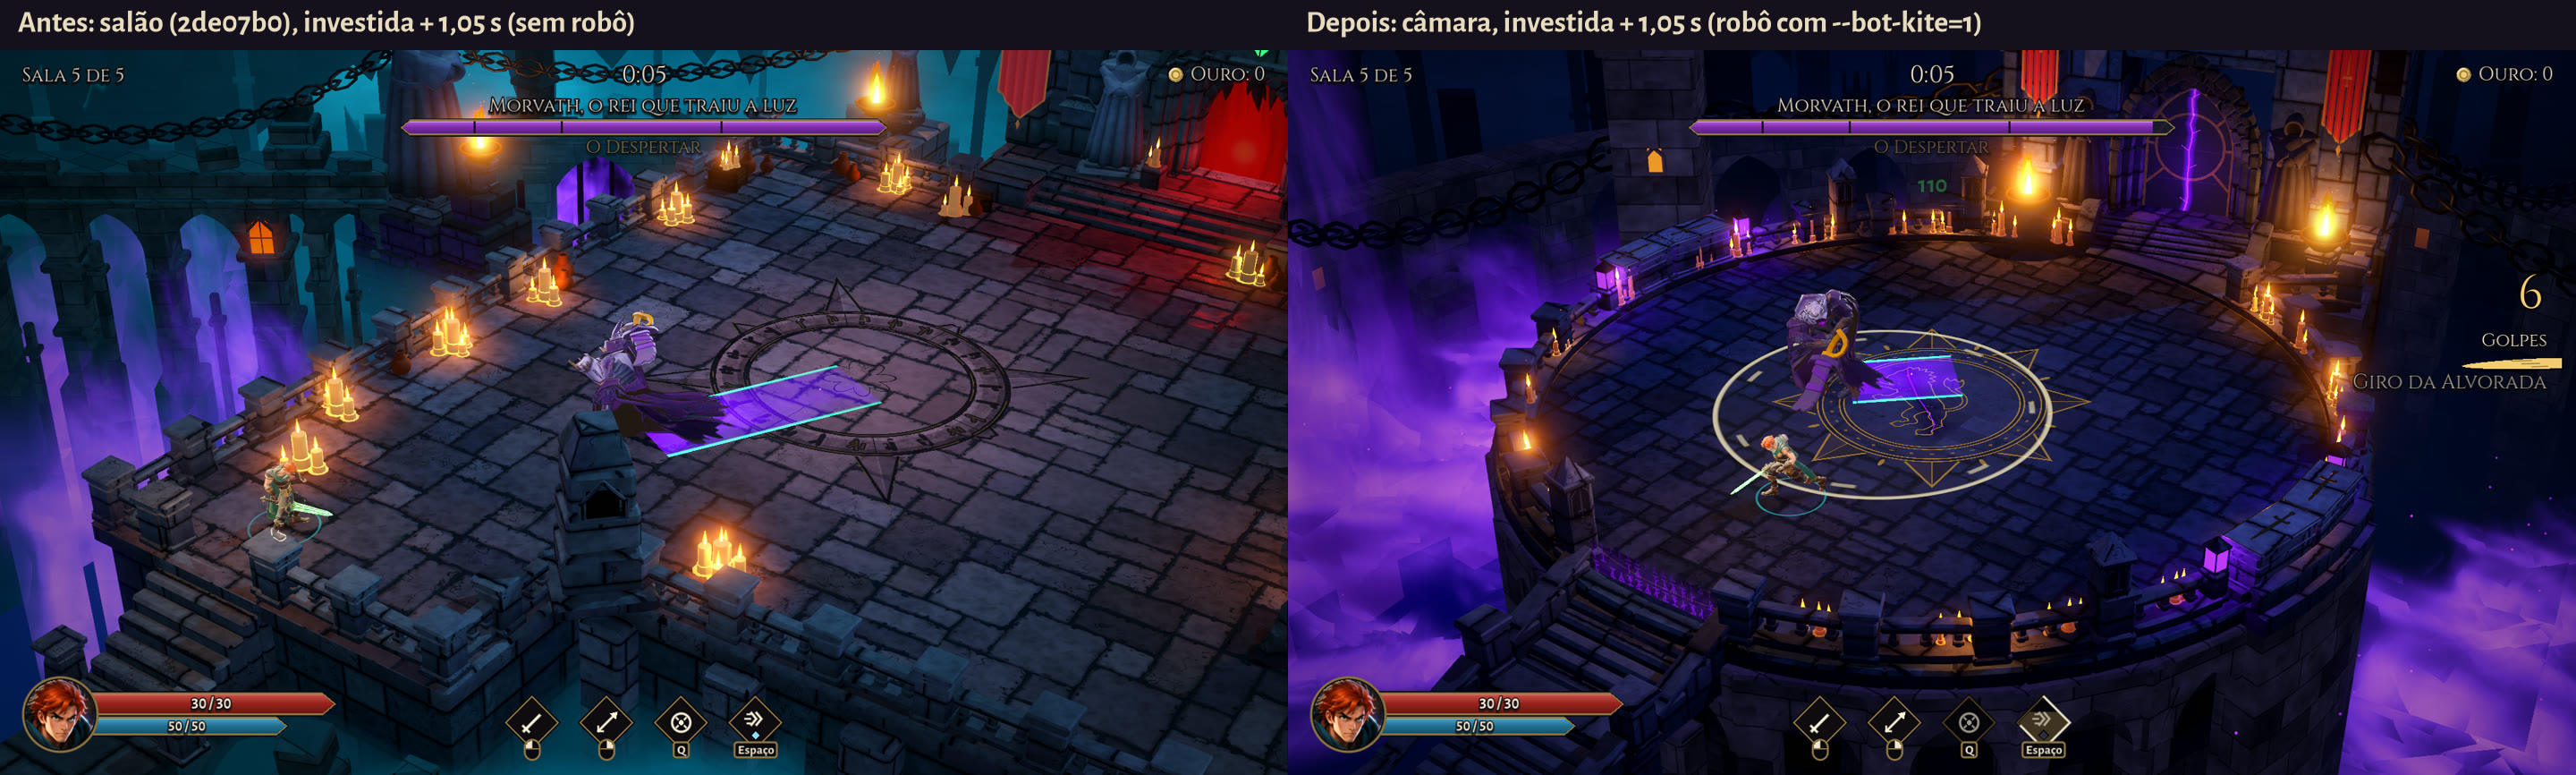 Antes: salão (2de07b0), investida + 1,05 s (sem robô)
Sala 5 de 5
0:05
Ouro: 0
Morvath, o Rei que traiu a Luz
O Despertar
30/30
50/50
Q
Espaço
Depois: câmara, investida + 1,05 s (robô com --bot-kite=1)
Sala 5 de 5
0:05
Ouro: 0
Morvath, o Rei que traiu a Luz
O Despertar
110
6
Golpes
Giro da Alvorada
30/30
50/50
Q
Espaço